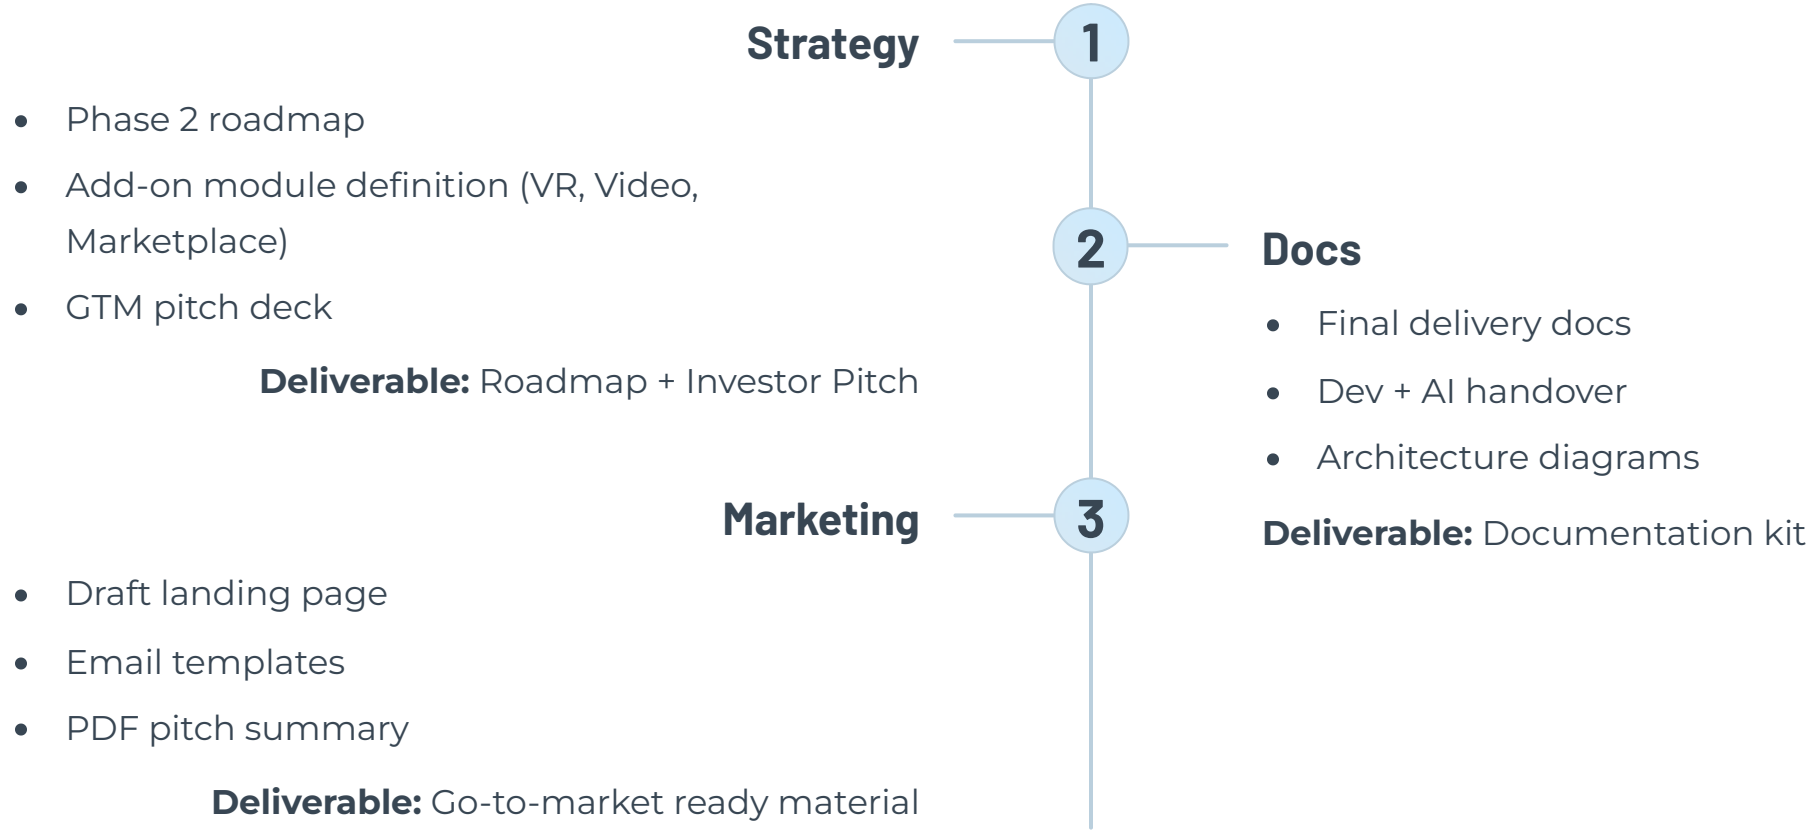 Strategy
1
• Phase 2 roadmap
• Add-on module definition (VR, Video,
Marketplace)
• GTM pitch deck
Deliverable: Roadmap + Investor Pitch
2
Docs
• Final delivery docs
• Dev + AI handover
• Architecture diagrams
Deliverable: Documentation kit
Marketing
3
• Draft landing page
• Email templates
• PDF pitch summary
Deliverable: Go-to-market ready material